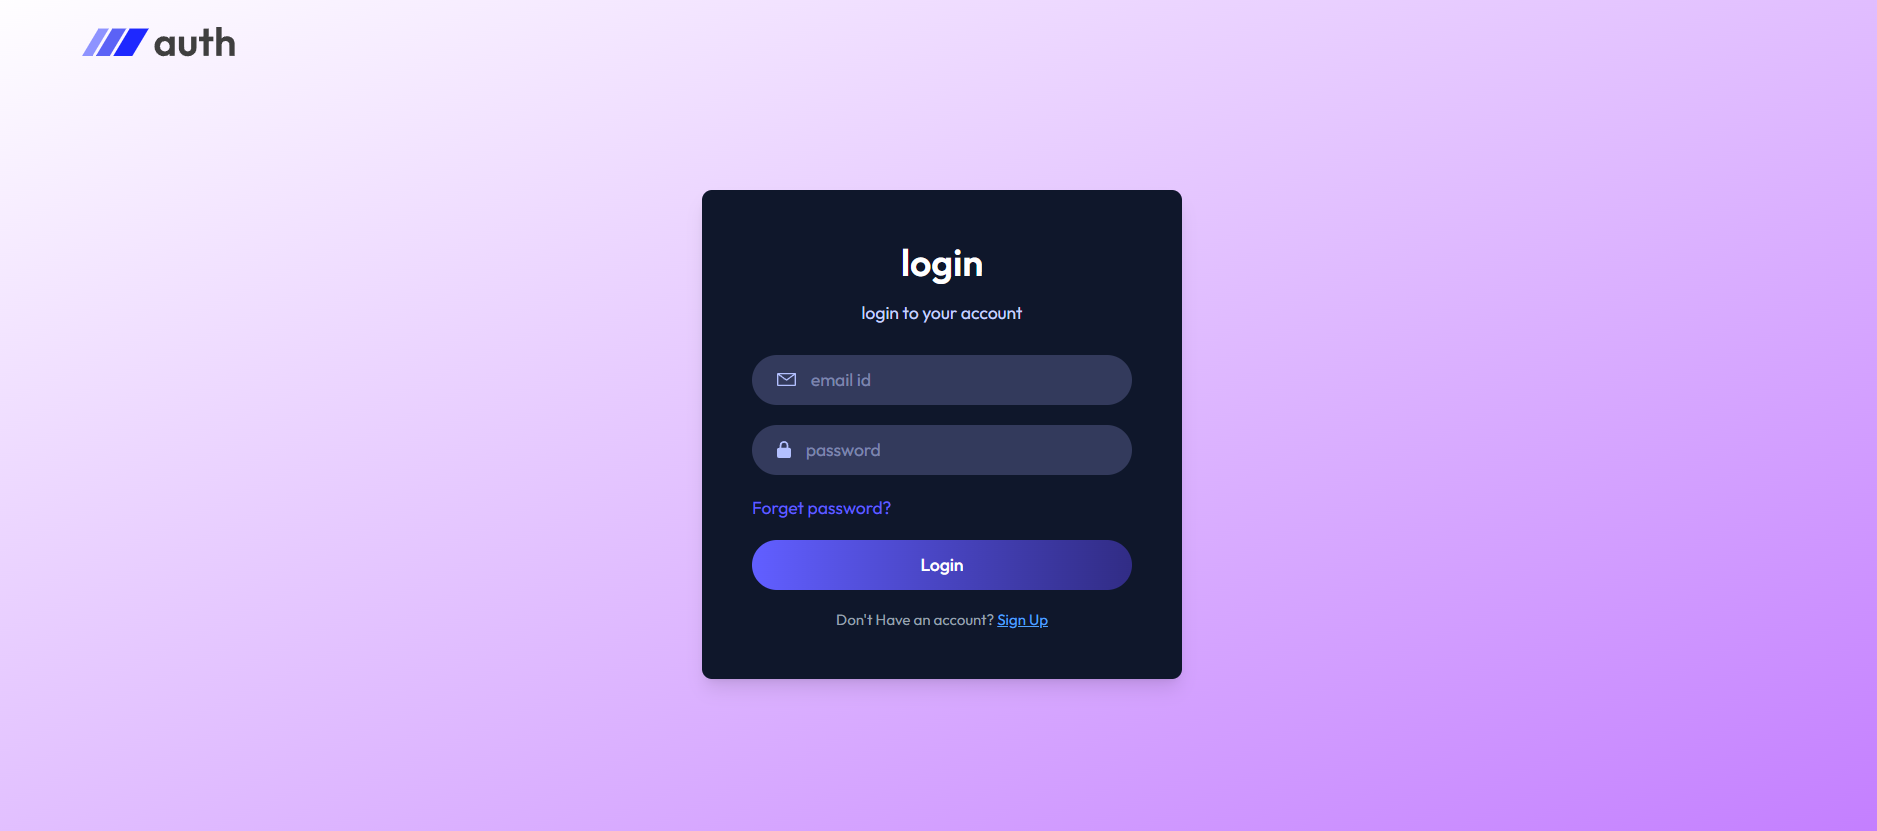 auth
login
login to your account
email id
password
Forget password?
Login
Don't Have an account? Sign Up